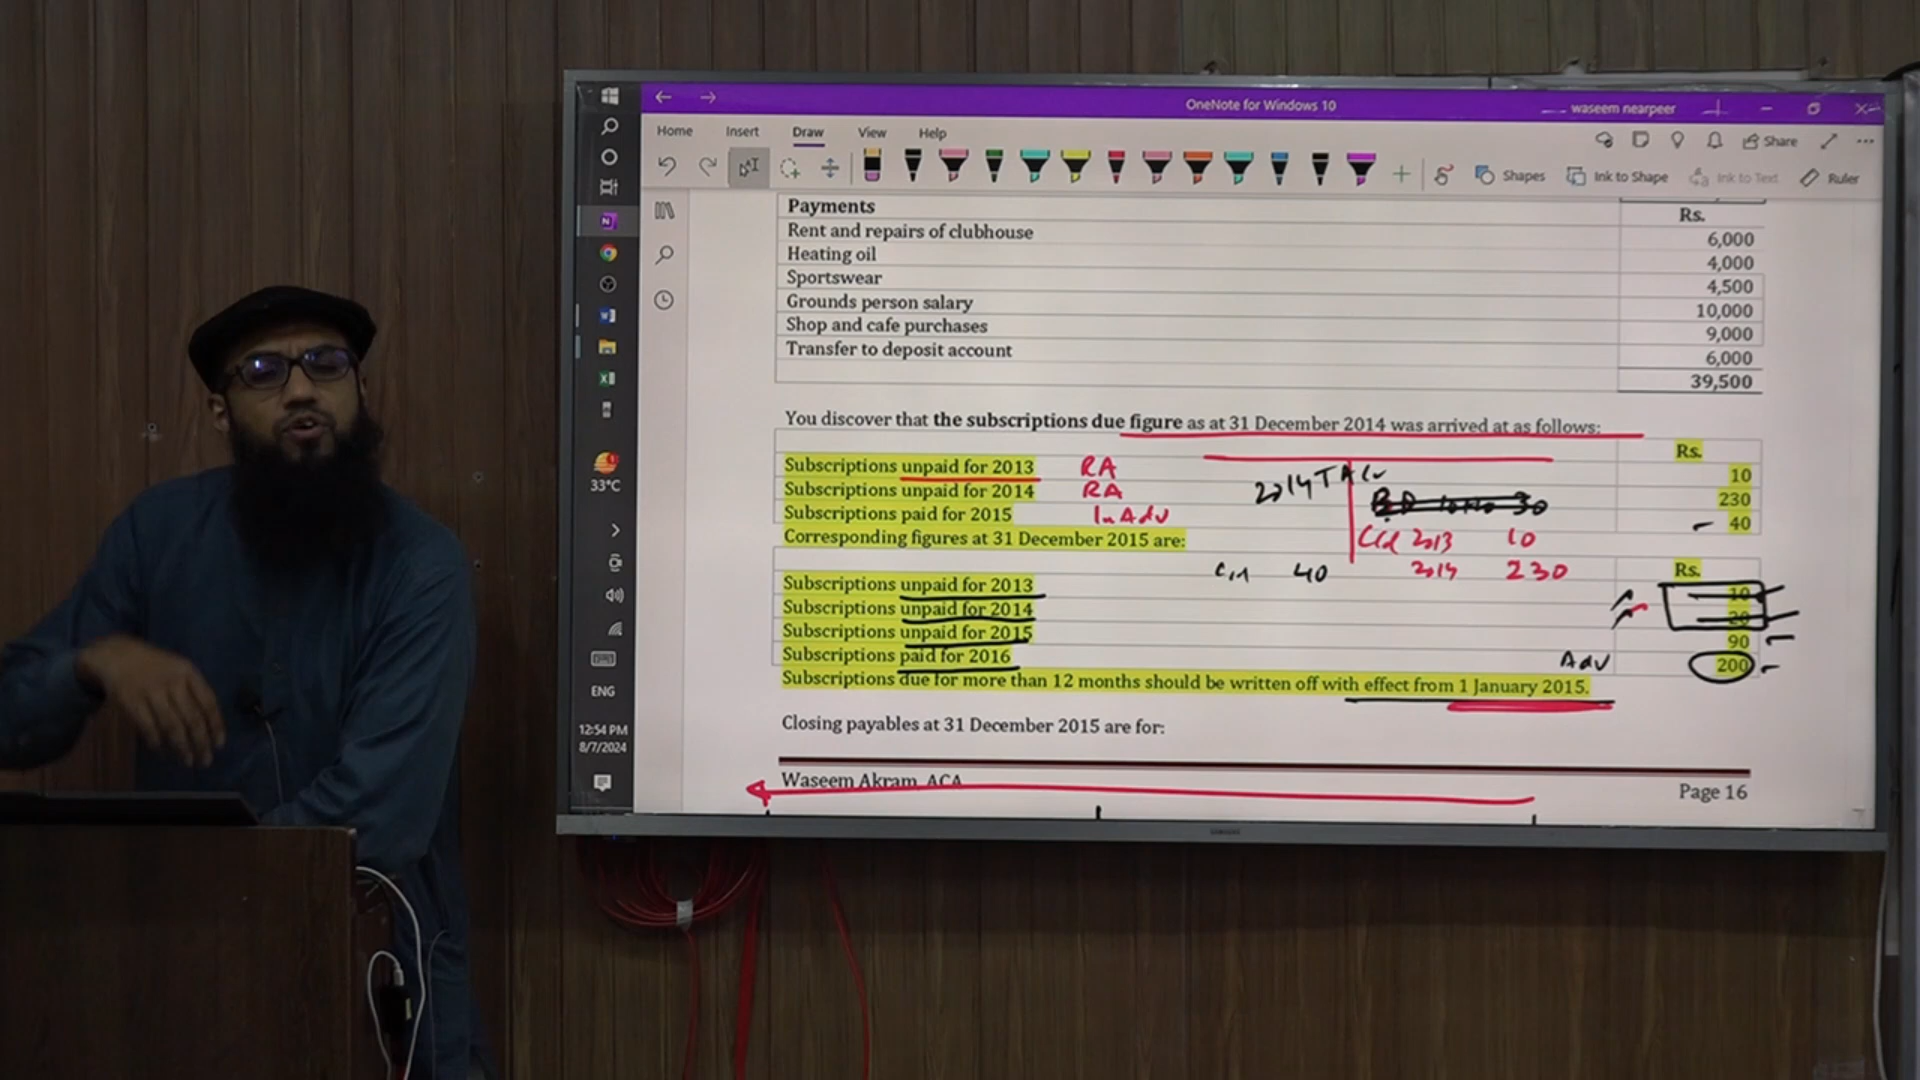 OneNote for Windows 10
waseem nearpeer
Home Insert Draw View Help
Share
Shapes
Ink to Shape
Ink to Text
Ruler
Payments Rs.
Rent and repairs of clubhouse 6,000
Heating oil 4,000
Sportswear 4,500
Grounds person salary 10,000
Shop and cafe purchases 9,000
Transfer to deposit account 6,000
39,500
You discover that the subscriptions due figure as at 31 December 2014 was arrived at as follows:
Rs.
Subscriptions unpaid for 2013 RA 10
Subscriptions unpaid for 2014 RA 230
Subscriptions paid for 2015 In Adv 40
2014
C/d 2013 10
2014 230
40
Corresponding figures at 31 December 2015 are:
Rs.
Subscriptions unpaid for 2013 10
Subscriptions unpaid for 2014 20
Subscriptions unpaid for 2015 90
Subscriptions paid for 2016 Adv 200
Subscriptions due for more than 12 months should be written off with effect from 1 January 2015.
Closing payables at 31 December 2015 are for:
Waseem Akram, ACA Page 16
33°C
ENG
12:54 PM
8/7/2024